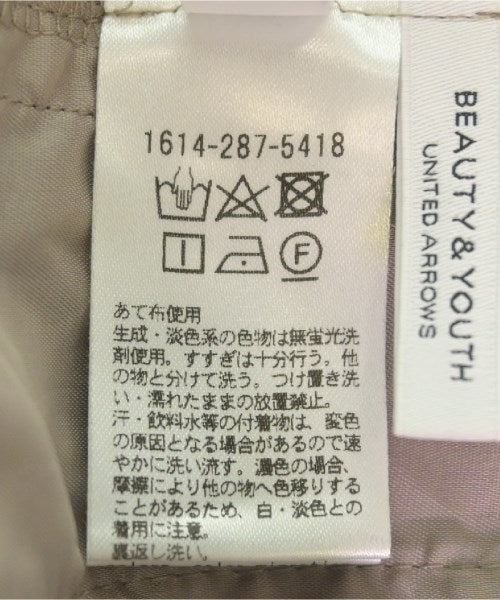 1614-287-5418
F
あて布使用
生成・淡色系の色物は無蛍光洗
剤使用。すすぎは十分行う。他
の物と分けて洗う。つけ置き洗
い・濡れたままの放置禁止。
汗・飲料水等の付着物は、変色
の原因となる場合があるので速
やかに洗い流す。濃色の場合、
摩擦により他の物へ色移りする
ことがあるため、白・淡色との
着用に注意。
裏返し洗い。
BEAUTY & YOUTH
UNITED ARROWS